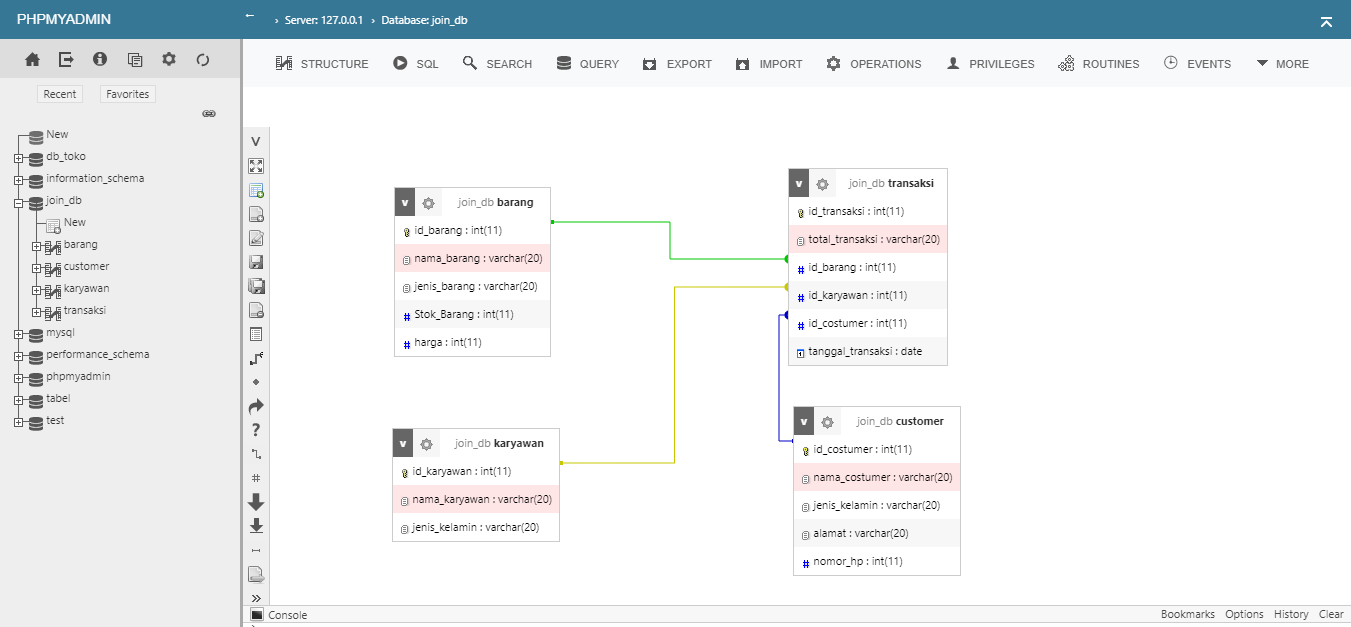 PHPMYADMIN
← › Server: 127.0.0.1 › Database: join_db
STRUCTURE SQL SEARCH QUERY EXPORT IMPORT OPERATIONS PRIVILEGES ROUTINES EVENTS MORE
Recent Favorites
New
db_toko
information_schema
join_db
New
barang
customer
karyawan
transaksi
mysql
performance_schema
phpmyadmin
tabel
test
V
?
#
»
v join_db barang
id_barang : int(11)
nama_barang : varchar(20)
jenis_barang : varchar(20)
# Stok_Barang : int(11)
# harga : int(11)
v join_db transaksi
id_transaksi : int(11)
total_transaksi : varchar(20)
# id_barang : int(11)
# id_karyawan : int(11)
# id_costumer : int(11)
tanggal_transaksi : date
v join_db karyawan
id_karyawan : int(11)
nama_karyawan : varchar(20)
jenis_kelamin : varchar(20)
v join_db customer
id_costumer : int(11)
nama_costumer : varchar(20)
jenis_kelamin : varchar(20)
alamat : varchar(20)
# nomor_hp : int(11)
Console Bookmarks Options History Clear